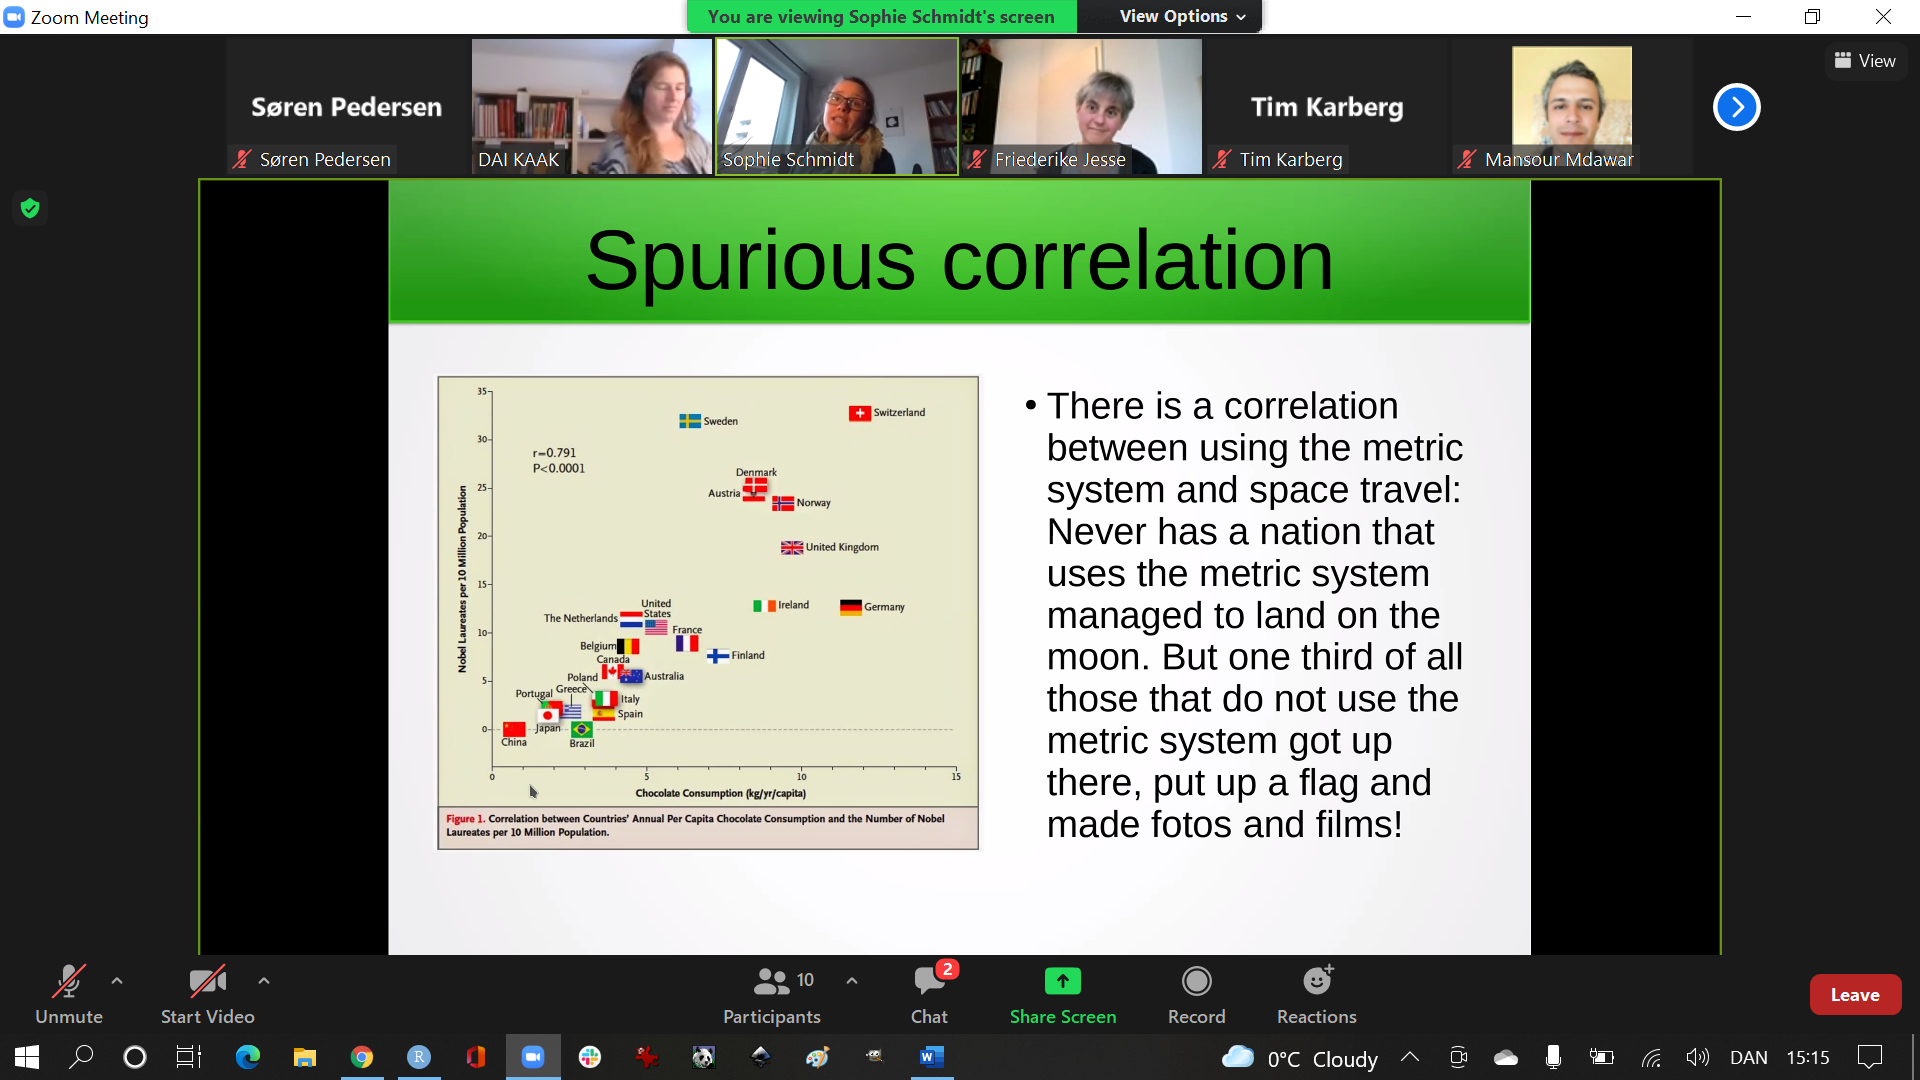 Zoom Meeting
You are viewing Sophie Schmidt's screen
View Options
View
Søren Pedersen
Søren Pedersen
DAI KAAK
Sophie Schmidt
Friederike Jesse
Tim Karberg
Tim Karberg
Mansour Mdawar
Spurious correlation
35
30
25
20
15
10
5
0
Nobel Laureates per 10 Million Population
r=0.791
P<0.0001
Sweden
Switzerland
Denmark
Austria
Norway
United Kingdom
Ireland
Germany
United
States
The Netherlands
France
Belgium
Finland
Canada
Australia
Poland
Greece
Portugal
Italy
Spain
Japan
China
Brazil
0
5
10
15
Chocolate Consumption (kg/yr/capita)
Figure 1. Correlation between Countries' Annual Per Capita Chocolate Consumption and the Number of Nobel
Laureates per 10 Million Population.
• There is a correlation
between using the metric
system and space travel:
Never has a nation that
uses the metric system
managed to land on the
moon. But one third of all
those that do not use the
metric system got up
there, put up a flag and
made fotos and films!
Unmute
Start Video
10
Participants
2
Chat
Share Screen
Record
Reactions
Leave
R
W
0°C Cloudy
DAN
15:15